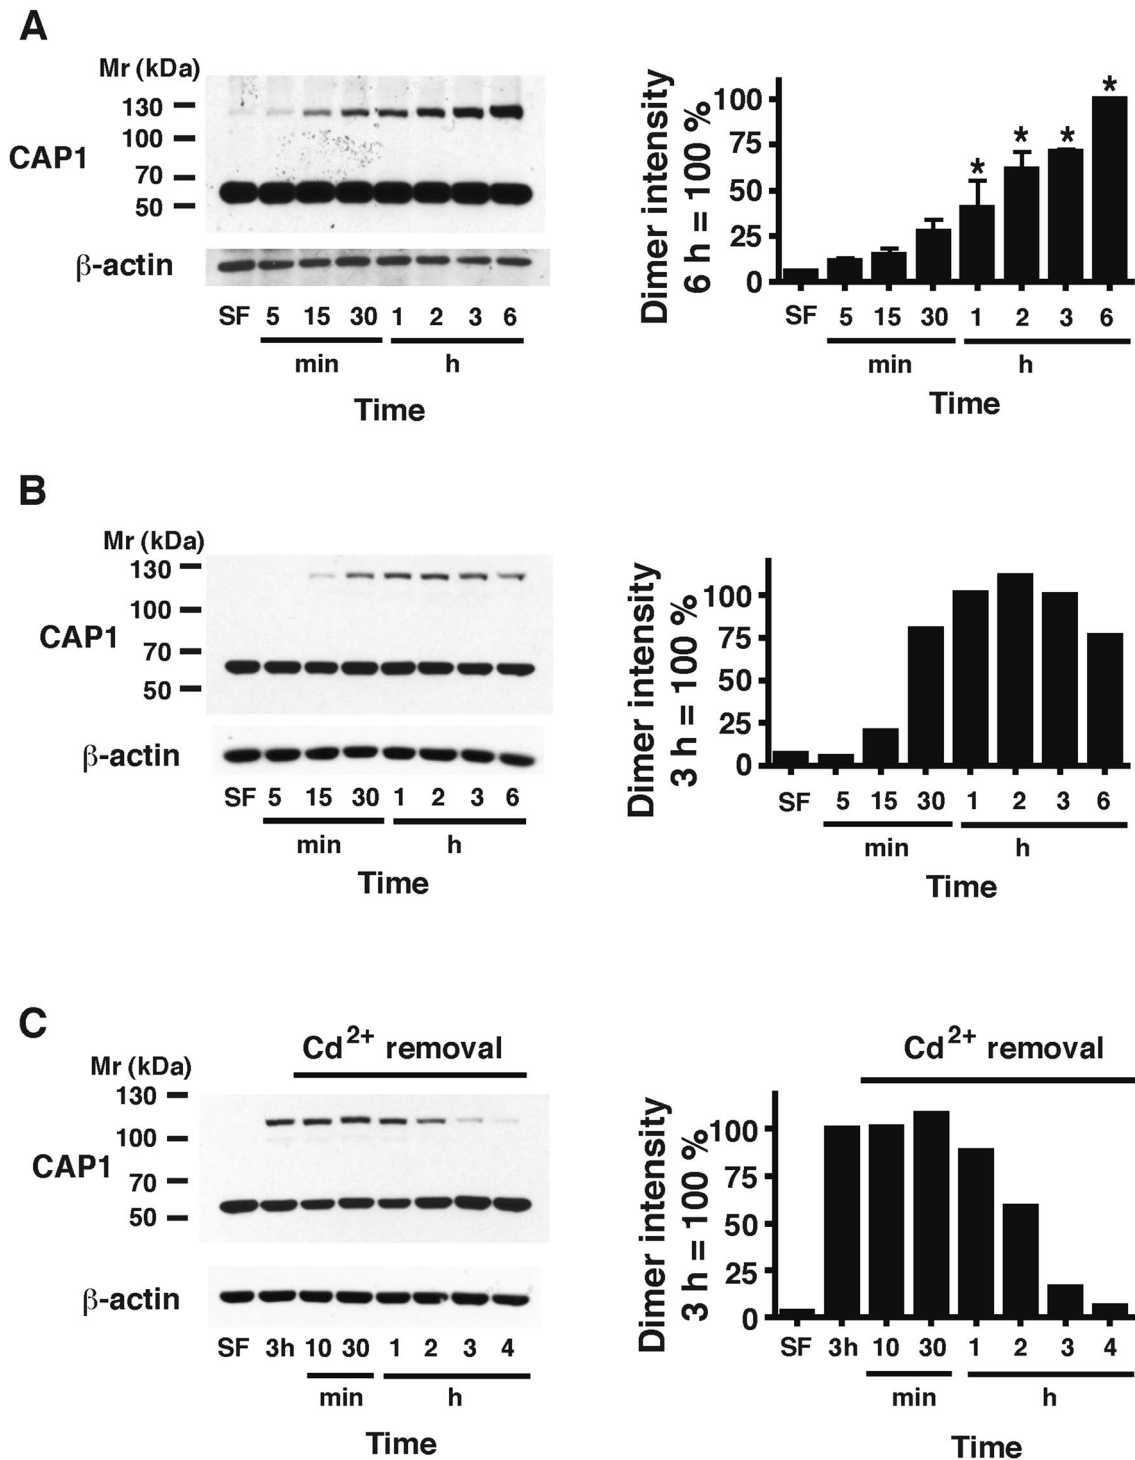 A
Mr (kDa)
130
100
70
50
CAP1
β-actin
SF 5 15 30 1 2 3 6
min h
Time
Dimer intensity
6 h = 100 %
100
75
50
25
0
* * * *
SF 5 15 30 1 2 3 6
min h
Time
B
Mr (kDa)
130
100
70
50
CAP1
β-actin
SF 5 15 30 1 2 3 6
min h
Time
Dimer intensity
3 h = 100 %
100
75
50
25
0
SF 5 15 30 1 2 3 6
min h
Time
C
Cd2+ removal
Mr (kDa)
130
100
70
50
CAP1
β-actin
SF 3h 10 30 1 2 3 4
min h
Time
Cd2+ removal
Dimer intensity
3 h = 100 %
100
75
50
25
0
SF 3h 10 30 1 2 3 4
min h
Time